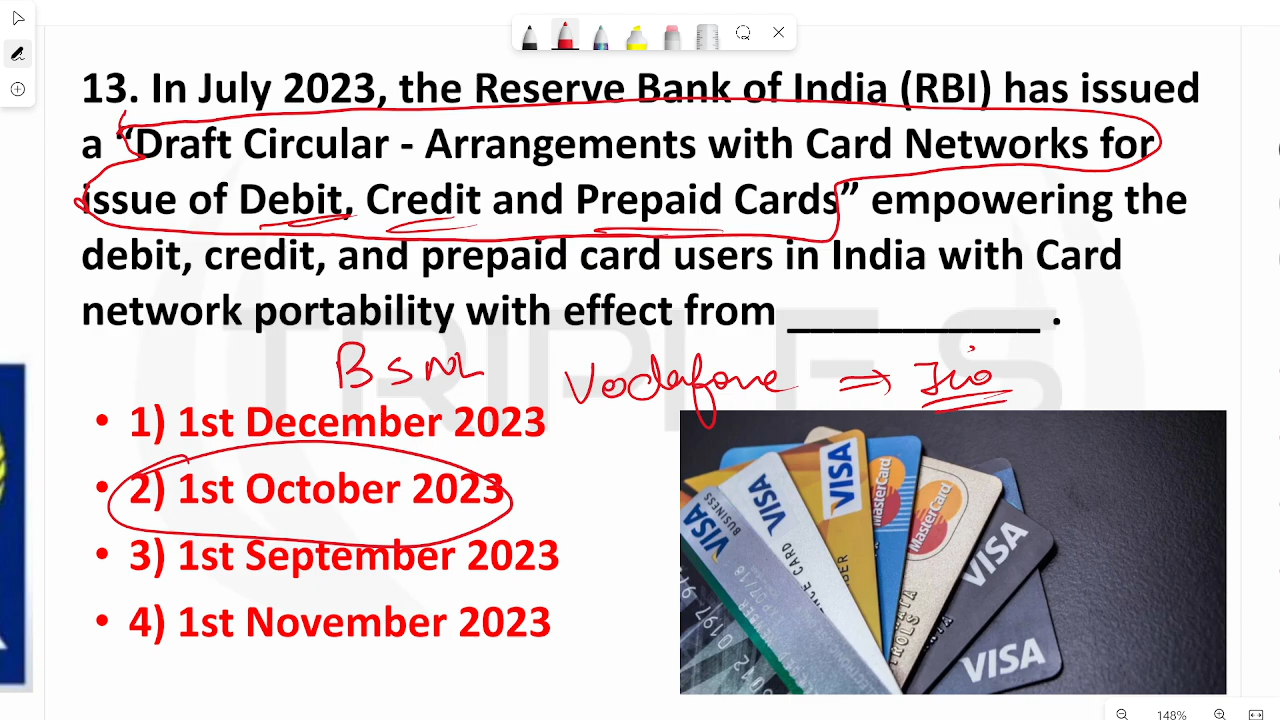 13. In July 2023, the Reserve Bank of India (RBI) has issued
a “Draft Circular - Arrangements with Card Networks for
issue of Debit, Credit and Prepaid Cards” empowering the
debit, credit, and prepaid card users in India with Card
network portability with effect from ____________ .
BSNL Vodafone ⇒ Jio
• 1) 1st December 2023
• 2) 1st October 2023
• 3) 1st September 2023
• 4) 1st November 2023
TRIPLES
VISA
BUSINESS
VISA
VISA
MasterCard
MasterCard
VISA
VISA
148%